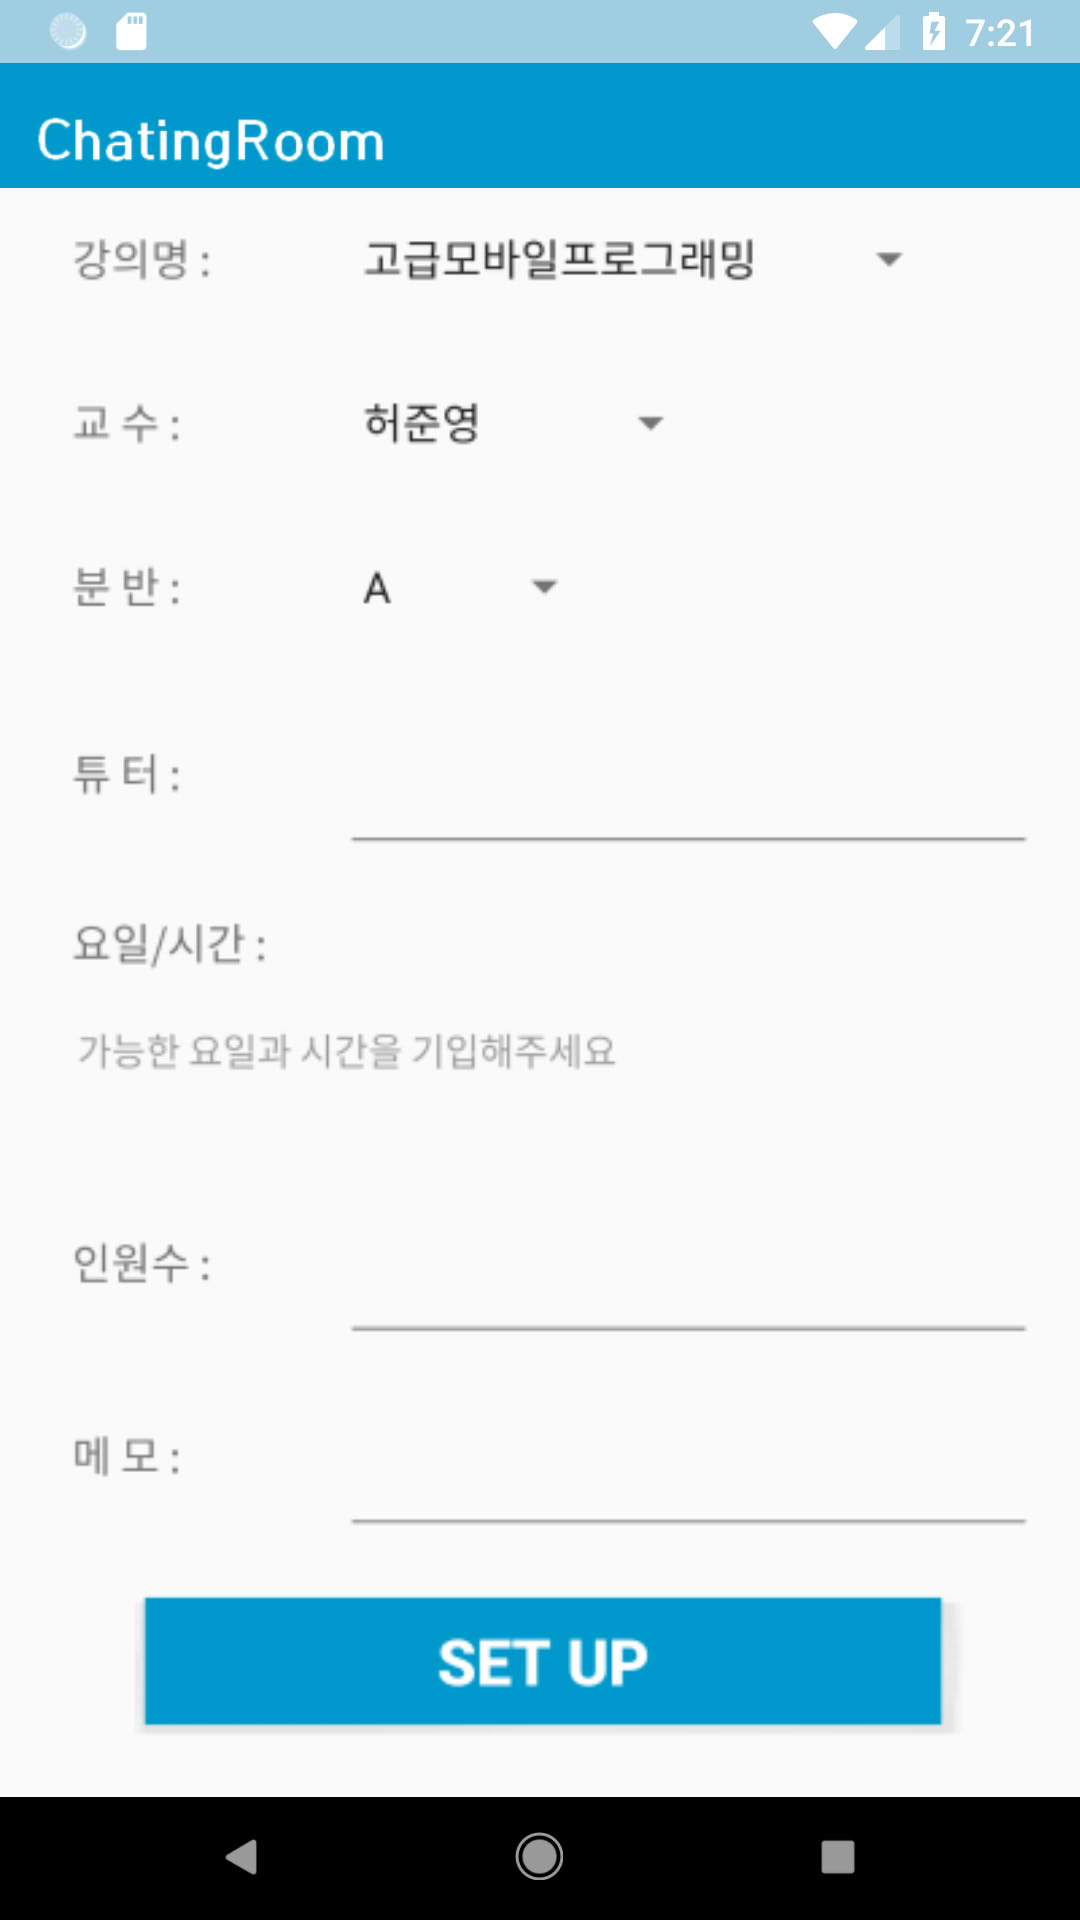 7:21
ChatingRoom
강의명 : 고급모바일프로그래밍
교 수 : 허준영
분 반 : A
튜 터 :
요일/시간 :
가능한 요일과 시간을 기입해주세요
인원수 :
메 모 :
SET UP